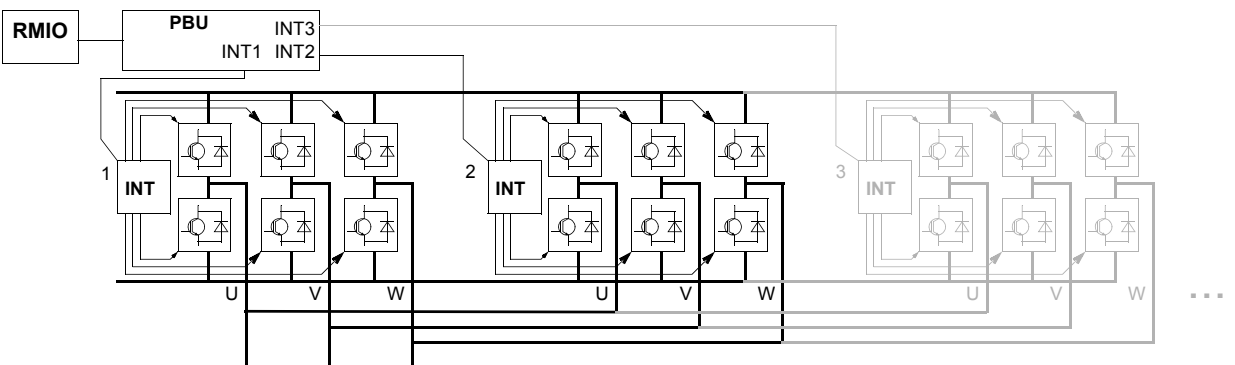 RMIO
PBU
INT3
INT1 INT2
1
INT
2
INT
3
INT
U V W
U V W
U V W
...